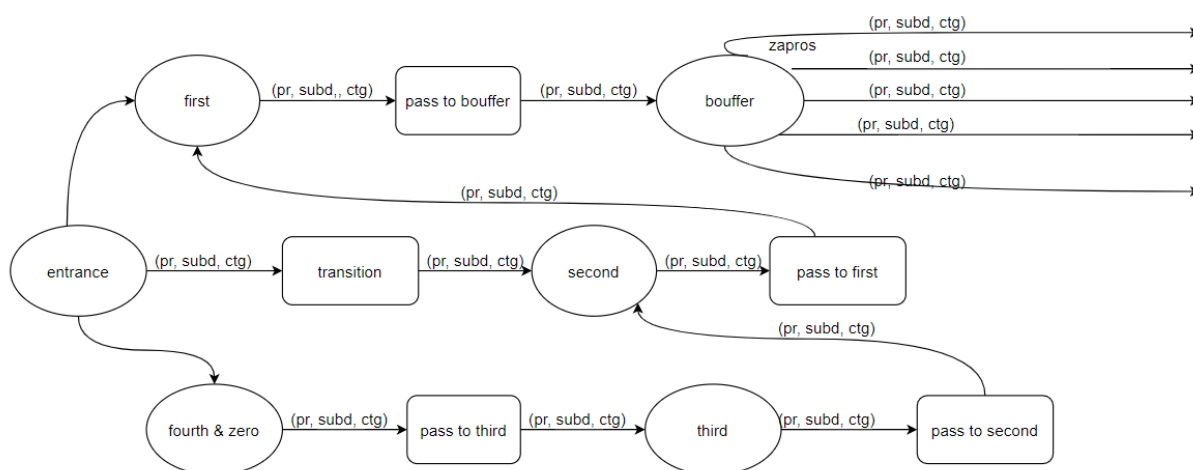 (pr, subd, ctg)
zapros
(pr, subd, ctg)
first
(pr, subd,, ctg)
pass to bouffer
(pr, subd, ctg)
bouffer
(pr, subd, ctg)
(pr, subd, ctg)
(pr, subd, ctg)
(pr, subd, ctg)
entrance
(pr, subd, ctg)
transition
(pr, subd, ctg)
second
(pr, subd, ctg)
pass to first
(pr, subd, ctg)
fourth & zero
(pr, subd, ctg)
pass to third
(pr, subd, ctg)
third
(pr, subd, ctg)
pass to second